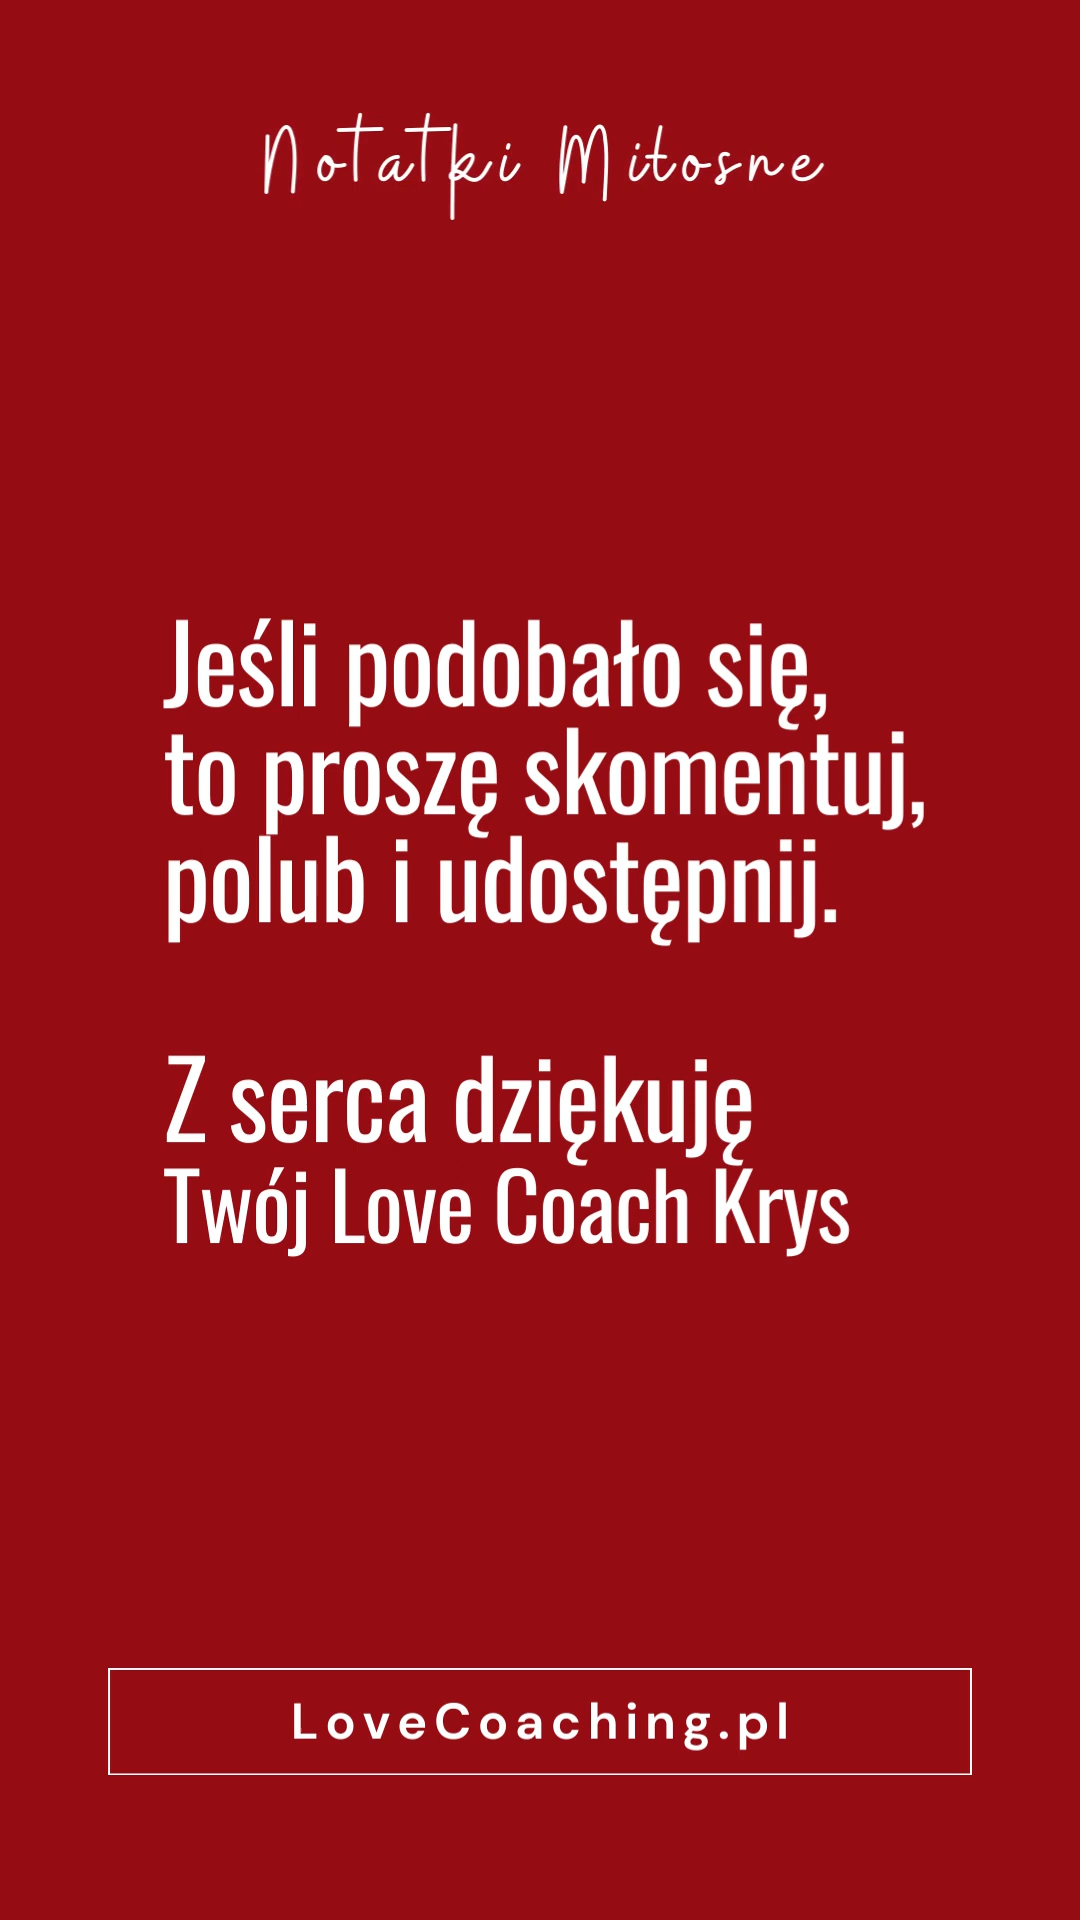 Notatki Miłosne
Jeśli podobało się,
to proszę skomentuj,
polub i udostępnij.
Z serca dziękuję
Twój Love Coach Krys
LoveCoaching.pl